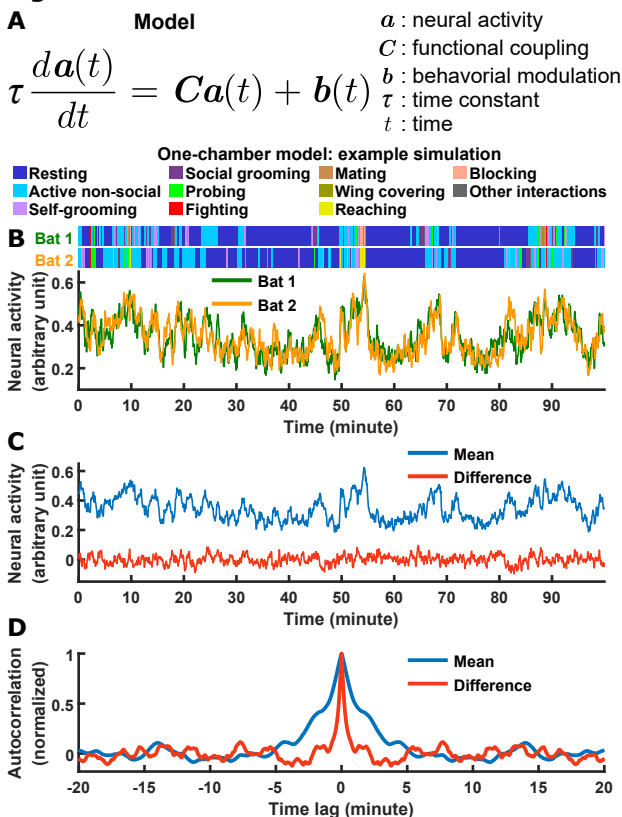 A
Model
τ da(t)/dt = Ca(t) + b(t)
a : neural activity
C : functional coupling
b : behavorial modulation
τ : time constant
t : time
One-chamber model: example simulation
Resting Social grooming Mating Blocking
Active non-social Probing Wing covering Other interactions
Self-grooming Fighting Reaching
B
Bat 1
Bat 2
Bat 1
Bat 2
Neural activity
(arbitrary unit)
0.6
0.4
0.2
0 10 20 30 40 50 60 70 80 90
Time (minute)
C
Mean
Difference
Neural activity
(arbitrary unit)
0.6
0.4
0.2
0
0 10 20 30 40 50 60 70 80 90
Time (minute)
D
Mean
Difference
Autocorrelation
(normalized)
1
0.5
0
-20 -15 -10 -5 0 5 10 15 20
Time lag (minute)